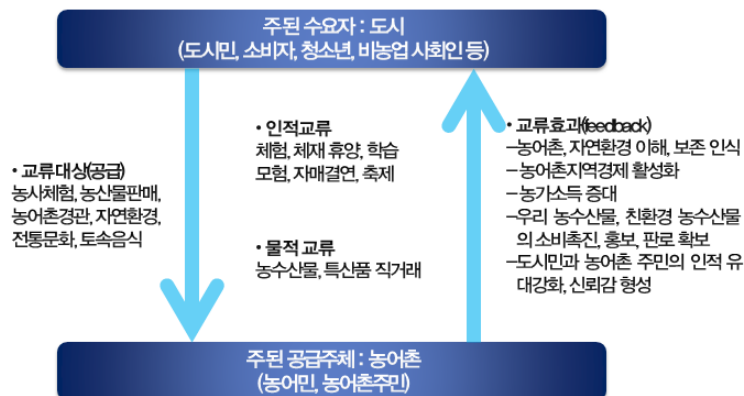 주된 수요자 : 도시
(도시민, 소비자, 청소년, 비농업 사회인 등)
• 교류대상(공급)
농사체험, 농산물판매,
농어촌경관, 자연환경,
전통문화, 토속음식
• 인적교류
체험, 체재 휴양, 학습
모험, 자매결연, 축제
• 물적 교류
농수산물, 특산품 직거래
• 교류효과(feedback)
–농어촌, 자연환경 이해, 보존 인식
– 농어촌지역경제 활성화
– 농가소득 증대
–우리 농수산물, 친환경 농수산물
의 소비촉진, 홍보, 판로 확보
–도시민과 농어촌 주민의 인적 유
대강화, 신뢰감 형성
주된 공급주체 : 농어촌
(농어민, 농어촌주민)